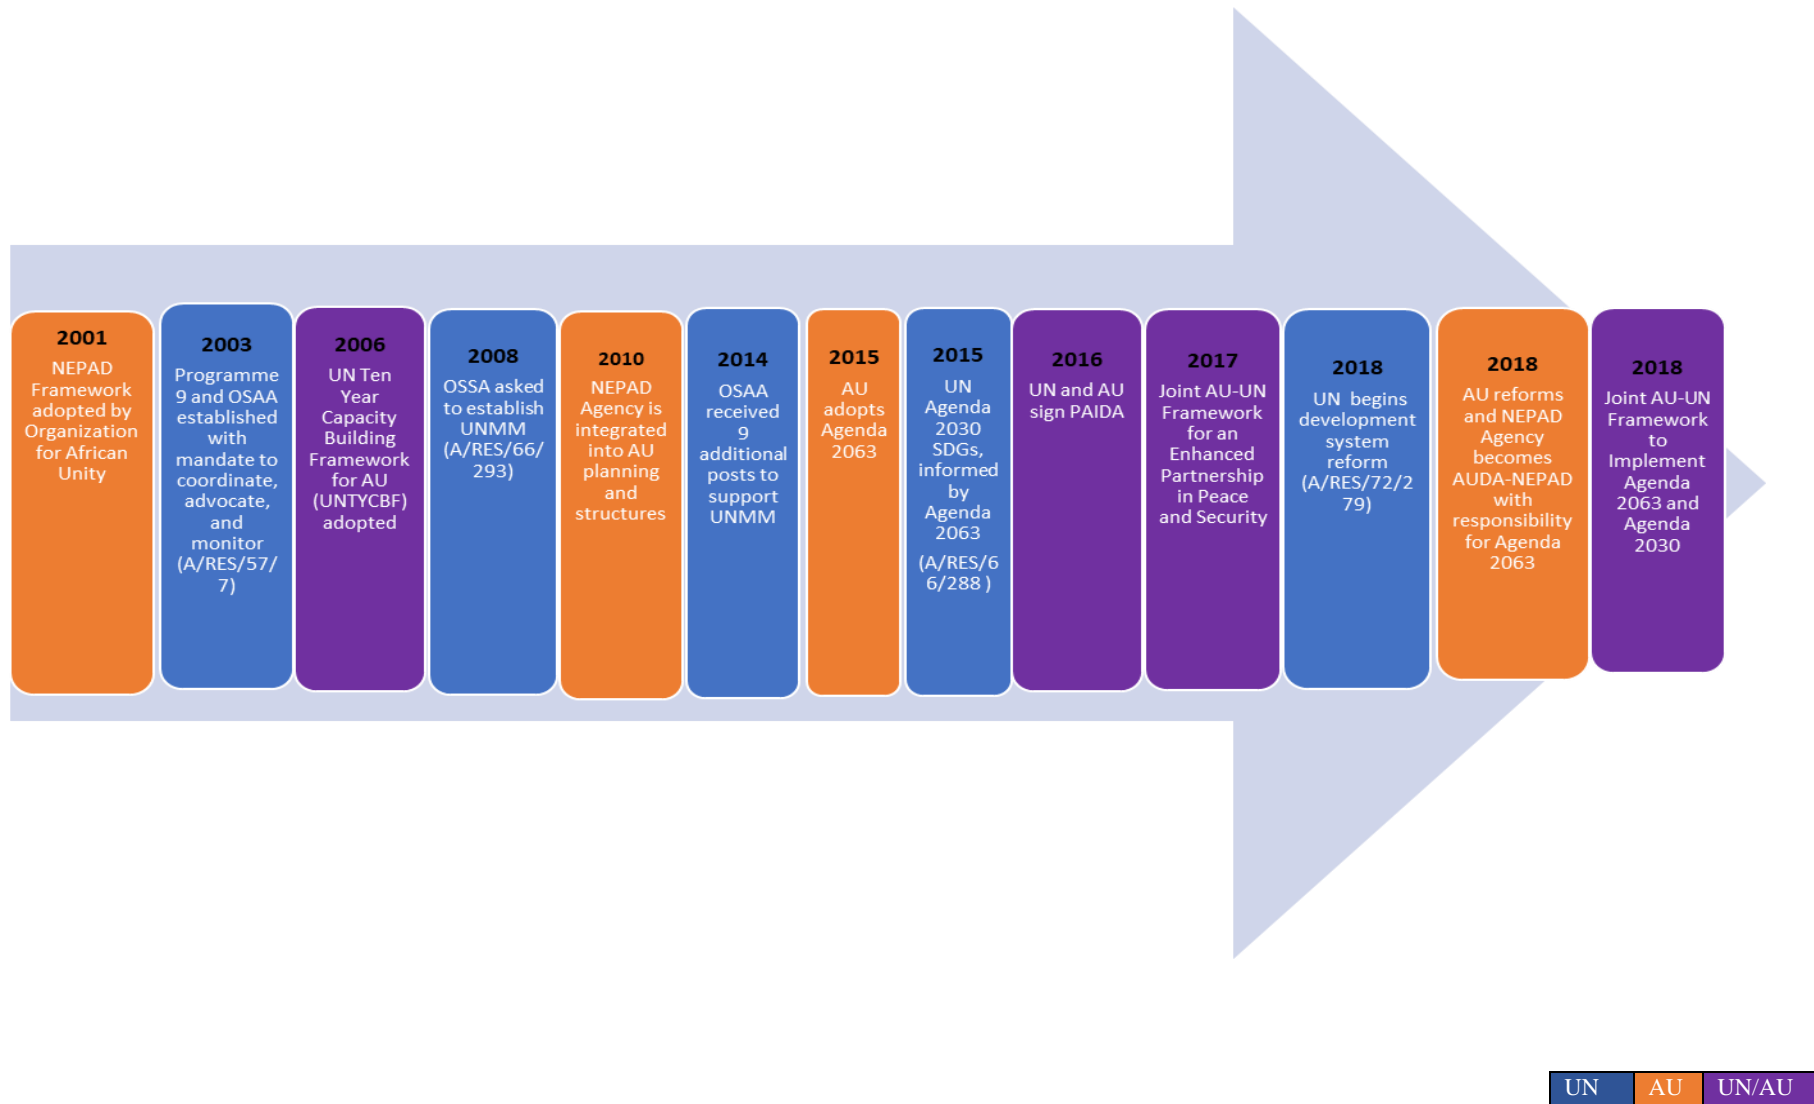 2001
NEPAD
Framework
adopted by
Organization
for African
Unity
2003
Programme
9 and OSAA
established
with
mandate to
coordinate,
advocate,
and
monitor
(A/RES/57/
7)
2006
UN Ten
Year
Capacity
Building
Framework
for AU
(UNTYCBF)
adopted
2008
OSSA asked
to establish
UNMM
(A/RES/66/
293)
2010
NEPAD
Agency is
integrated
into AU
planning
and
structures
2014
OSAA
received
9
additional
posts to
support
UNMM
2015
AU
adopts
Agenda
2063
2015
UN
Agenda
2030
SDGs,
informed
by
Agenda
2063
(A/RES/6
6/288 )
2016
UN and AU
sign PAIDA
2017
Joint AU-UN
Framework
for an
Enhanced
Partnership
in Peace
and Security
2018
UN begins
development
system
reform
(A/RES/72/2
79)
2018
AU reforms
and NEPAD
Agency
becomes
AUDA-NEPAD
with
responsibility
for Agenda
2063
2018
Joint AU-UN
Framework
to
Implement
Agenda
2063 and
Agenda
2030
UN AU UN/AU